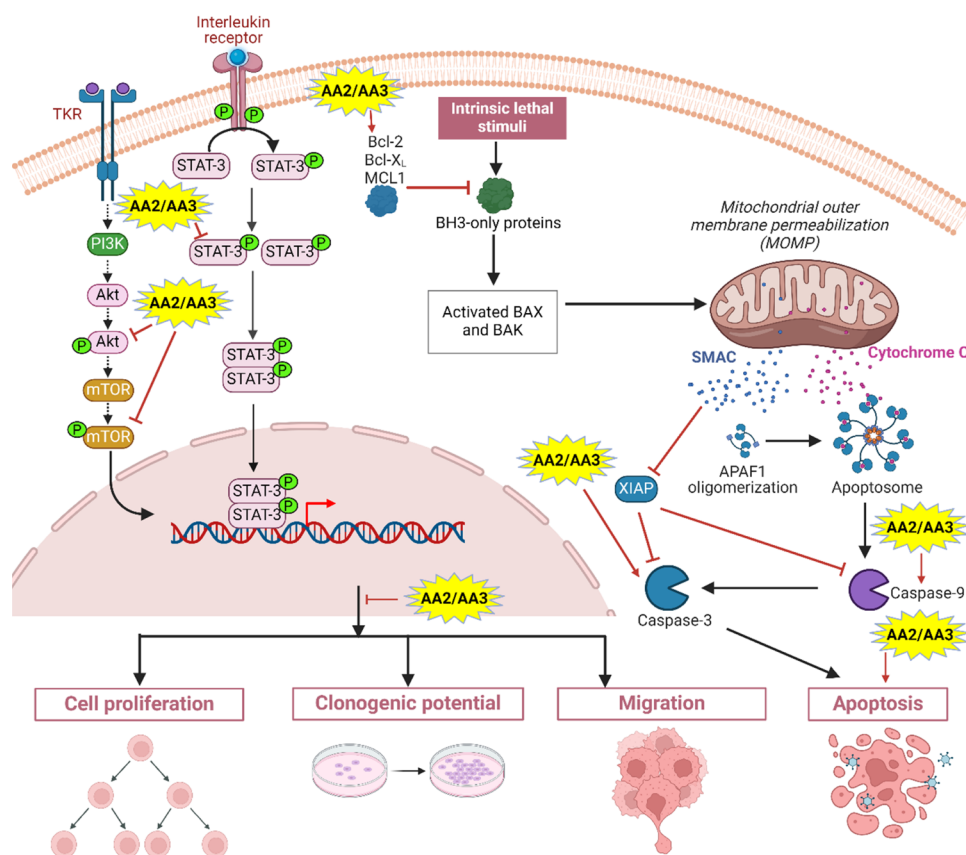 Interleukin
receptor
TKR
P
P
AA2/AA3
Intrinsic lethal
stimuli
STAT-3
STAT-3
P
Bcl-2
Bcl-XL
MCL1
AA2/AA3
BH3-only proteins
Mitochondrial outer
membrane permeabilization
(MOMP)
PI3K
STAT-3
P
STAT-3
P
Akt
AA2/AA3
Activated BAX
and BAK
P
Akt
STAT-3
P
STAT-3
P
SMAC
Cytochrome C
mTOR
P
mTOR
AA2/AA3
XIAP
APAF1
oligomerization
Apoptosome
STAT-3
P
STAT-3
P
AA2/AA3
AA2/AA3
Caspase-3
Caspase-9
AA2/AA3
Cell proliferation
Clonogenic potential
Migration
Apoptosis